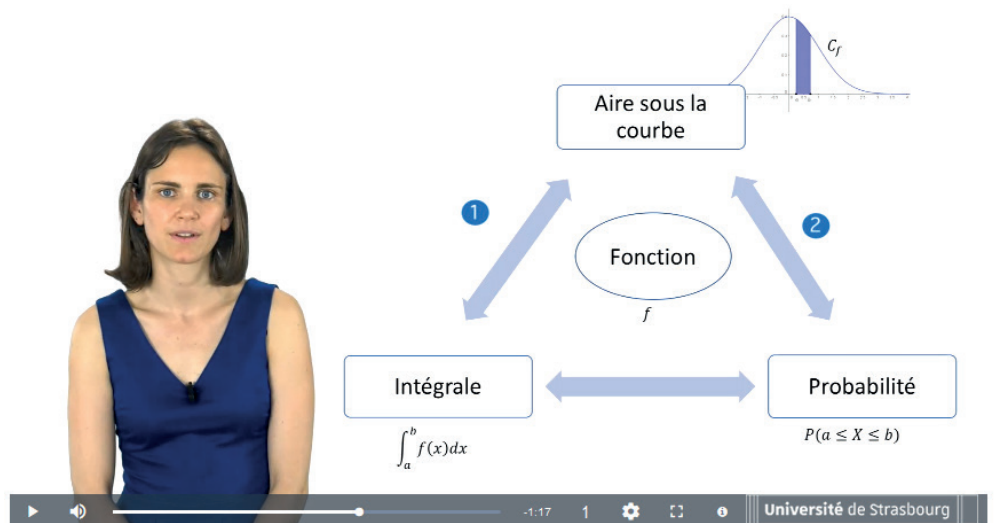 C_f
Aire sous la
courbe
1
2
Fonction
f
Intégrale
Probabilité
∫_a^b f(x)dx
P(a ≤ X ≤ b)
-1:17
1
Université de Strasbourg